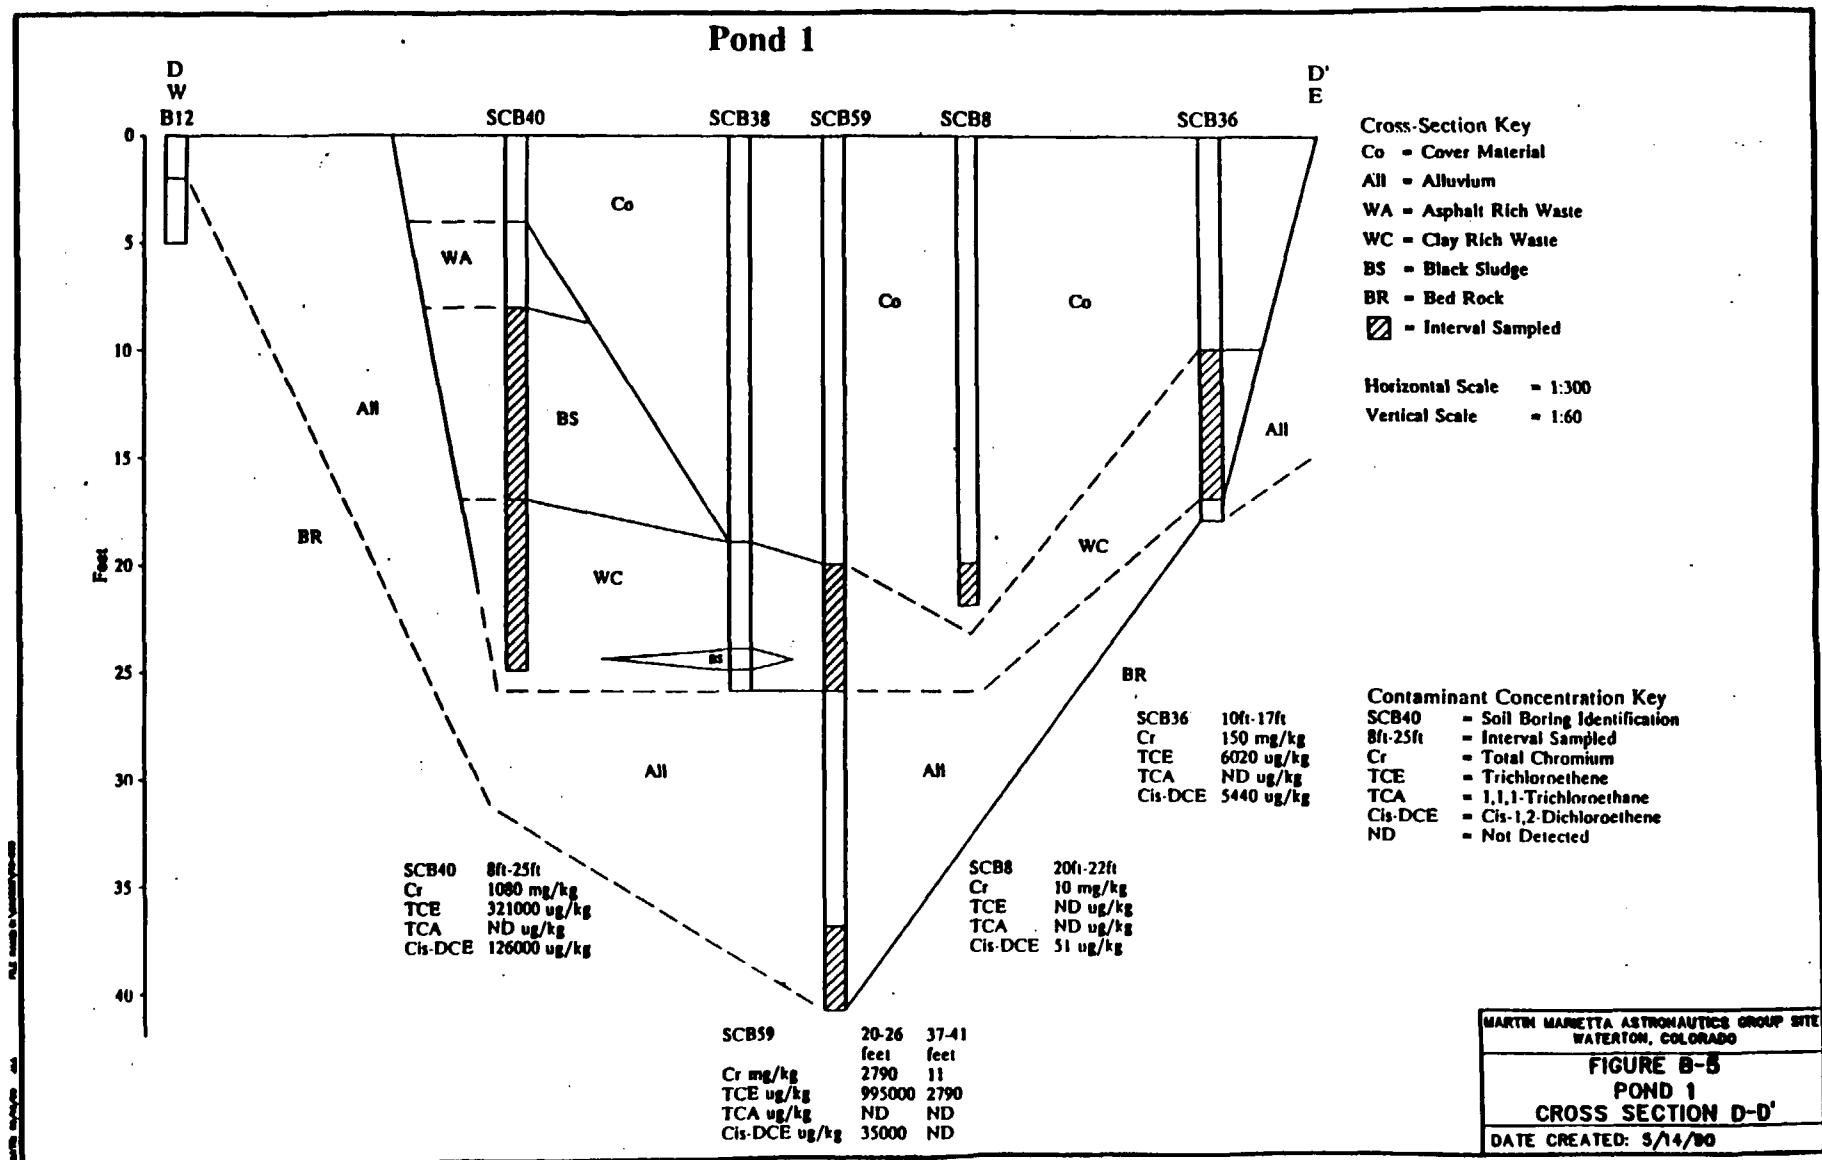 Pond 1
D
W
D'
E
B12
SCB40
SCB38
SCB59
SCB8
SCB36
0
5
10
15
20
25
30
35
40
Feet
Co
WA
Co
Co
All
BS
All
BR
WC
WC
BS
BR
All
All
Cross-Section Key
Co = Cover Material
All = Alluvium
WA = Asphalt Rich Waste
WC = Clay Rich Waste
BS = Black Sludge
BR = Bed Rock
= Interval Sampled
Horizontal Scale = 1:300
Vertical Scale = 1:60
SCB36 10ft-17ft
Cr 150 mg/kg
TCE 6020 ug/kg
TCA ND ug/kg
Cis-DCE 5440 ug/kg
Contaminant Concentration Key
SCB40 = Soil Boring Identification
8ft-25ft = Interval Sampled
Cr = Total Chromium
TCE = Trichloroethene
TCA = 1,1,1-Trichloroethane
Cis-DCE = Cis-1,2-Dichloroethene
ND = Not Detected
SCB40 8ft-25ft
Cr 1080 mg/kg
TCE 321000 ug/kg
TCA ND ug/kg
Cis-DCE 126000 ug/kg
SCB8 20ft-22ft
Cr 10 mg/kg
TCE ND ug/kg
TCA ND ug/kg
Cis-DCE 51 ug/kg
SCB59 20-26 37-41
feet feet
Cr mg/kg 2790 11
TCE ug/kg 995000 2790
TCA ug/kg ND ND
Cis-DCE ug/kg 35000 ND
MARTIN MARIETTA ASTRONAUTICS GROUP SITE
WATERTON, COLORADO
FIGURE B-5
POND 1
CROSS SECTION D-D'
DATE CREATED: 5/14/90